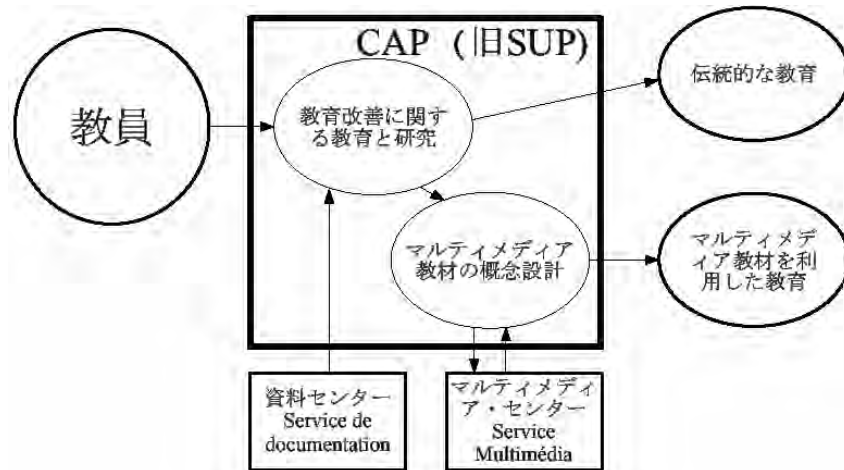 CAP（旧SUP)
教員
教育改善に関す
る教育と研究
伝統的な教育
マルティメディア
教材の概念設計
マルティメデ
ィア教材を利
用した教育
資料センター
Service de
documentation
マルティメディ
ア・センター
Service
Multimédia